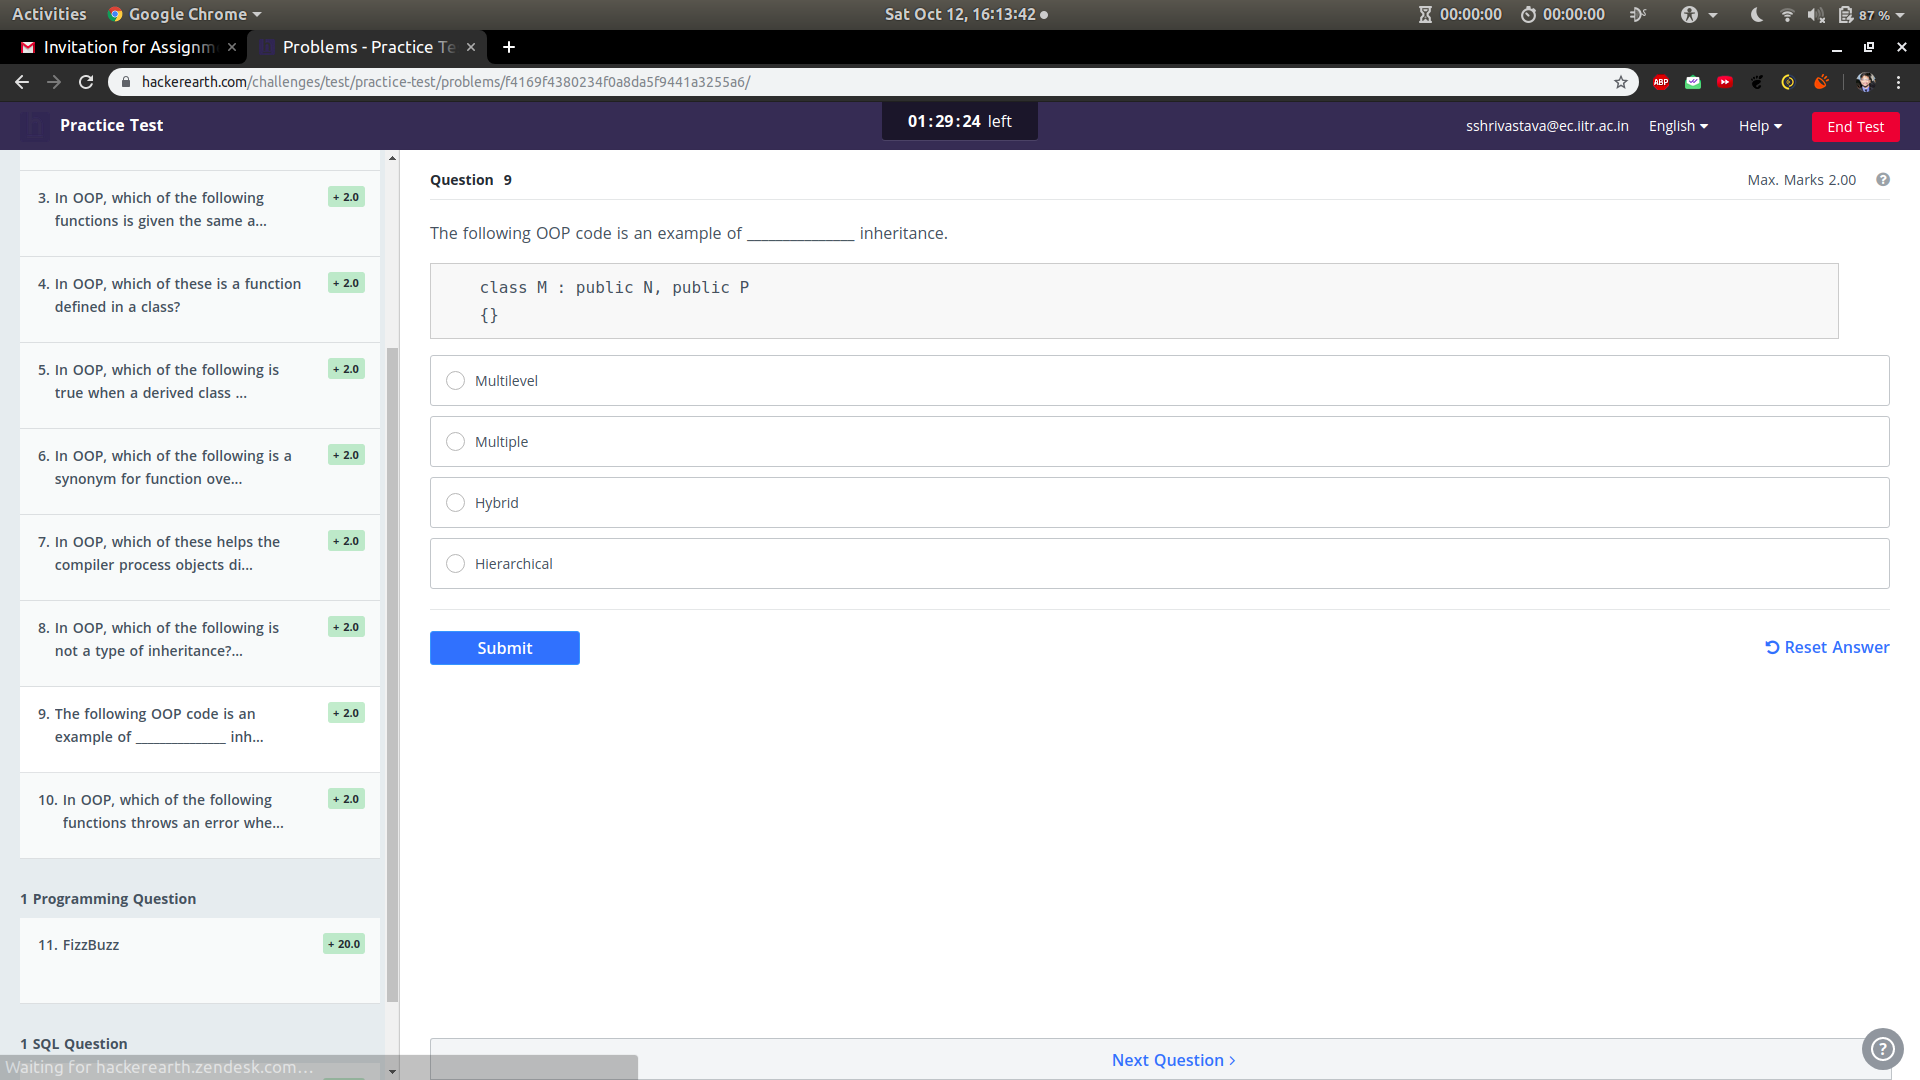 Activities Google Chrome Sat Oct 12, 16:13:42 00:00:00 00:00:00 87 %
Invitation for Assignm Problems - Practice Te
hackerearth.com/challenges/test/practice-test/problems/f4169f4380234f0a8da5f9441a3255a6/
ABP
Practice Test 01:29:24 left sshrivastava@ec.iitr.ac.in English Help End Test
3. In OOP, which of the following + 2.0
functions is given the same a...
4. In OOP, which of these is a function + 2.0
defined in a class?
5. In OOP, which of the following is + 2.0
true when a derived class ...
6. In OOP, which of the following is a + 2.0
synonym for function ove...
7. In OOP, which of these helps the + 2.0
compiler process objects di...
8. In OOP, which of the following is + 2.0
not a type of inheritance?...
9. The following OOP code is an + 2.0
example of _______________ inh...
10. In OOP, which of the following + 2.0
functions throws an error whe...
1 Programming Question
11. FizzBuzz + 20.0
1 SQL Question
Waiting for hackerearth.zendesk.com...
Question 9 Max. Marks 2.00 ?
The following OOP code is an example of _______________ inheritance.
class M : public N, public P
{}
Multilevel
Multiple
Hybrid
Hierarchical
Submit Reset Answer
Next Question >
?